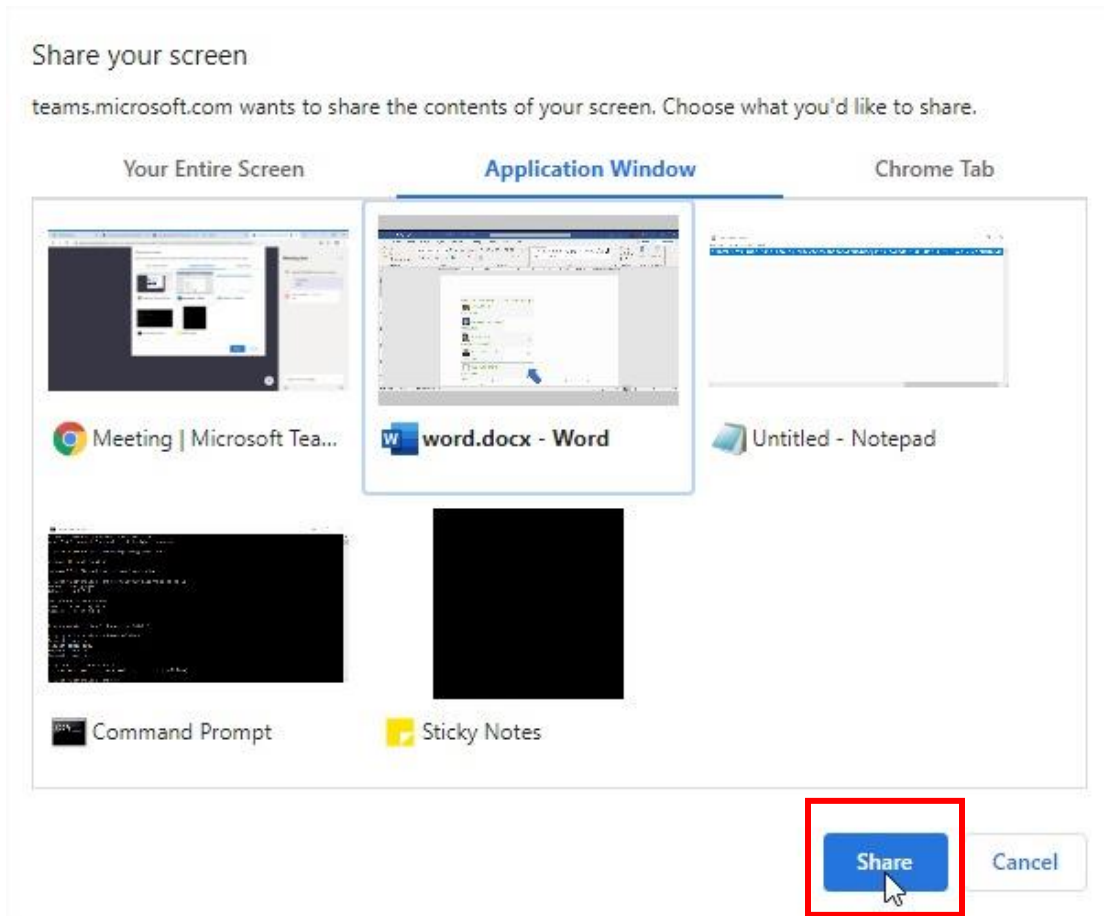 Share your screen
teams.microsoft.com wants to share the contents of your screen. Choose what you'd like to share.
Your Entire Screen Application Window Chrome Tab
Meeting | Microsoft Tea... word.docx - Word Untitled - Notepad
Command Prompt Sticky Notes
Share Cancel